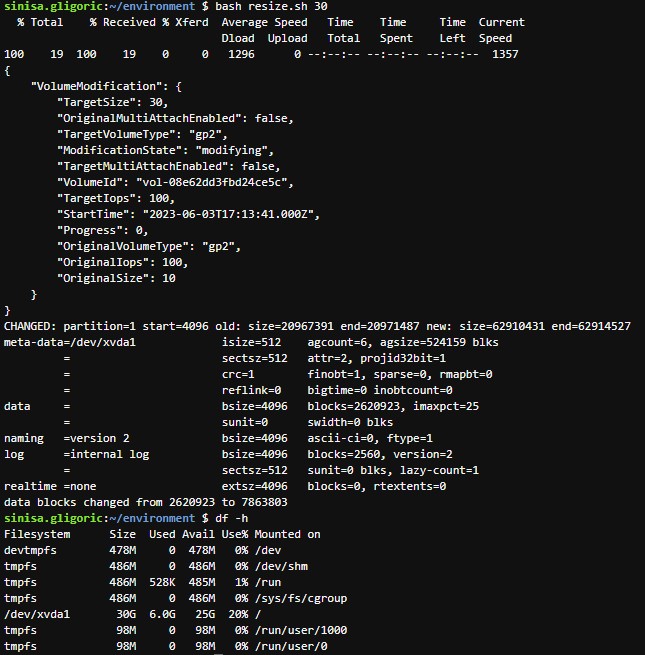 sinisa.gligoric:~/environment $ bash resize.sh 30
  % Total    % Received % Xferd  Average Speed   Time    Time     Time  Current
                                 Dload  Upload   Total   Spent    Left  Speed
100    19  100    19    0     0   1296      0 --:--:-- --:--:-- --:--:--  1357
{
    "VolumeModification": {
        "TargetSize": 30,
        "OriginalMultiAttachEnabled": false,
        "TargetVolumeType": "gp2",
        "ModificationState": "modifying",
        "TargetMultiAttachEnabled": false,
        "VolumeId": "vol-08e62dd3fbd24ce5c",
        "TargetIops": 100,
        "StartTime": "2023-06-03T17:13:41.000Z",
        "Progress": 0,
        "OriginalVolumeType": "gp2",
        "OriginalIops": 100,
        "OriginalSize": 10
    }
}
CHANGED: partition=1 start=4096 old: size=20967391 end=20971487 new: size=62910431 end=62914527
meta-data=/dev/xvda1             isize=512    agcount=6, agsize=524159 blks
         =                       sectsz=512   attr=2, projid32bit=1
         =                       crc=1        finobt=1, sparse=0, rmapbt=0
         =                       reflink=0    bigtime=0 inobtcount=0
data     =                       bsize=4096   blocks=2620923, imaxpct=25
         =                       sunit=0      swidth=0 blks
naming   =version 2              bsize=4096   ascii-ci=0, ftype=1
log      =internal log           bsize=4096   blocks=2560, version=2
         =                       sectsz=512   sunit=0 blks, lazy-count=1
realtime =none                   extsz=4096   blocks=0, rtextents=0
data blocks changed from 2620923 to 7863803
sinisa.gligoric:~/environment $ df -h
Filesystem      Size  Used Avail Use% Mounted on
devtmpfs        478M     0  478M   0% /dev
tmpfs           486M     0  486M   0% /dev/shm
tmpfs           486M  528K  485M   1% /run
tmpfs           486M     0  486M   0% /sys/fs/cgroup
/dev/xvda1       30G  6.0G   25G  20% /
tmpfs            98M     0   98M   0% /run/user/1000
tmpfs            98M     0   98M   0% /run/user/0